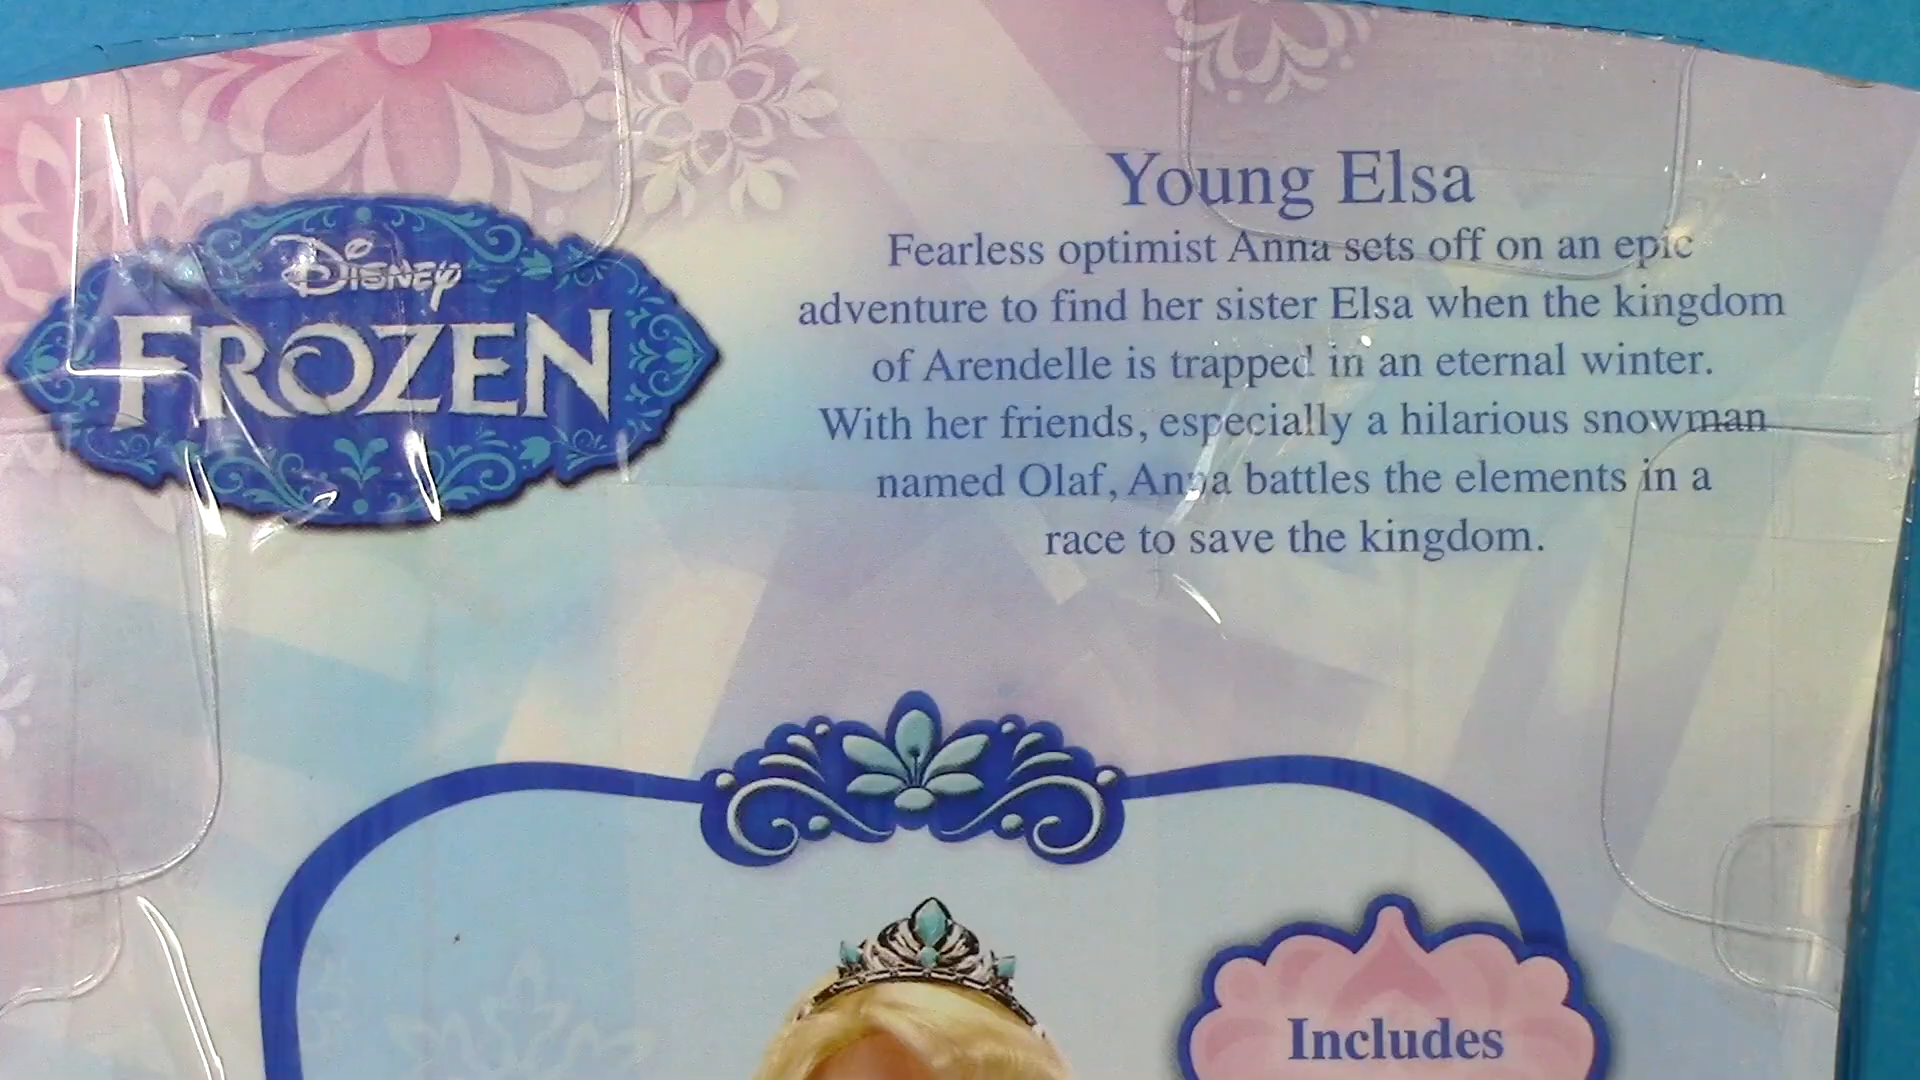 Disney
FROZEN
Young Elsa
Fearless optimist Anna sets off on an epic
adventure to find her sister Elsa when the kingdom
of Arendelle is trapped in an eternal winter.
With her friends, especially a hilarious snowman
named Olaf, Anna battles the elements in a
race to save the kingdom.
Includes